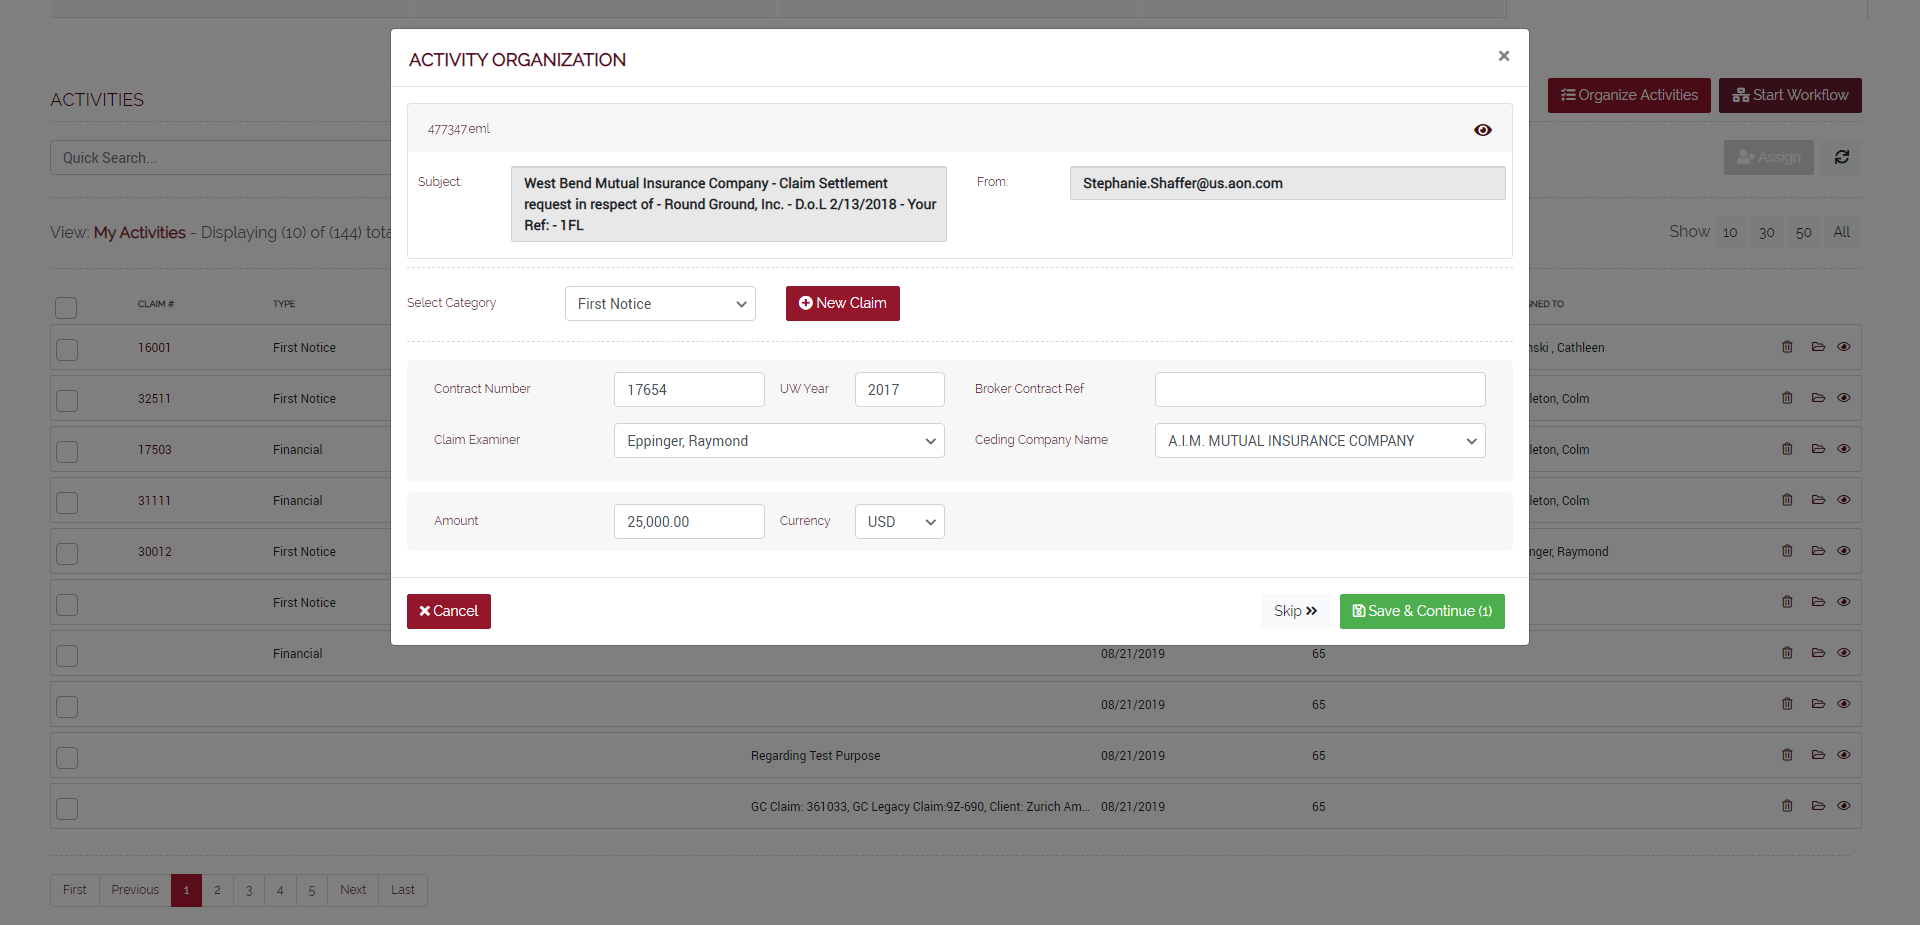 ACTIVITY ORGANIZATION
×
ACTIVITIES
Organize Activities
Start Workflow
477347.eml
Quick Search...
Assign
Subject:
West Bend Mutual Insurance Company - Claim Settlement
request in respect of - Round Ground, Inc. - D.o.L 2/13/2018 - Your
Ref: - 1FL
From:
Stephanie.Shaffer@us.aon.com
View: My Activities - Displaying (10) of (144) tota
Show 10 30 50 All
Select Category
First Notice
New Claim
CLAIM # TYPE NED TO
16001 First Notice nski , Cathleen
32511 First Notice leton, Colm
17503 Financial leton, Colm
31111 Financial leton, Colm
30012 First Notice nger, Raymond
First Notice
Contract Number 17654 UW Year 2017 Broker Contract Ref
Claim Examiner Eppinger, Raymond Ceding Company Name A.I.M. MUTUAL INSURANCE COMPANY
Amount 25,000.00 Currency USD
Cancel Skip Save & Continue (1)
Financial 08/21/2019 65
08/21/2019 65
Regarding Test Purpose 08/21/2019 65
GC Claim: 361033, GC Legacy Claim:9Z-690, Client: Zurich Am... 08/21/2019 65
First Previous 1 2 3 4 5 Next Last